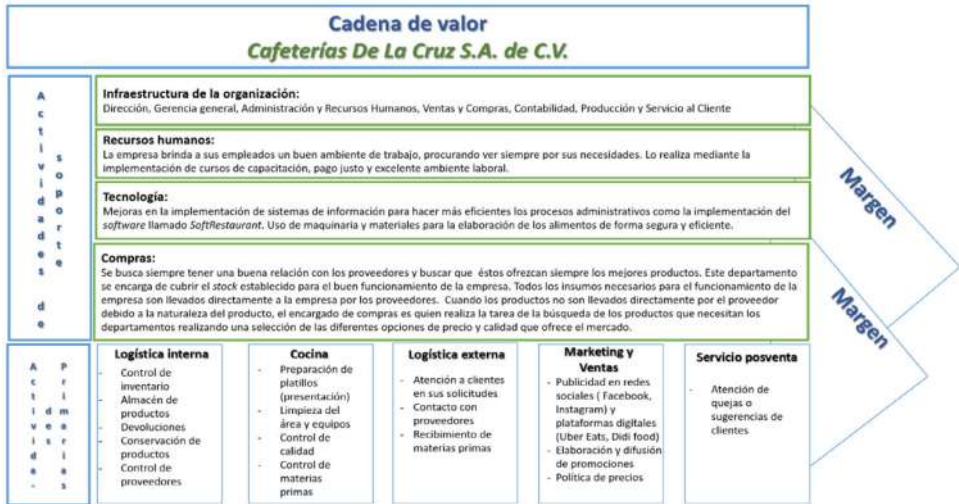 Cadena de valor
Cafeterías De La Cruz S.A. de C.V.
Actividades de
soporte
Infraestructura de la organización:
Dirección, Gerencia general, Administración y Recursos Humanos, Ventas y Compras, Contabilidad, Producción y Servicio al Cliente
Recursos humanos:
La empresa brinda a sus empleados un buen ambiente de trabajo, procurando ver siempre por sus necesidades. Lo realiza mediante la
implementación de cursos de capacitación, pago justo y excelente ambiente laboral.
Tecnología:
Mejoras en la implementación de sistemas de información para hacer más eficientes los procesos administrativos como la implementación del
software llamado SoftRestaurant. Uso de maquinaria y materiales para la elaboración de los alimentos de forma segura y eficiente.
Compras:
Se busca siempre tener una buena relación con los proveedores y buscar que éstos ofrezcan siempre los mejores productos. Este departamento
se encarga de cubrir el stock establecido para el buen funcionamiento de la empresa. Todos los insumos necesarios para el funcionamiento de la
empresa son llevados directamente a la empresa por los proveedores. Cuando los productos no son llevados directamente por el proveedor
debido a la naturaleza del producto, el encargado de compras es quien realiza la tarea de la búsqueda de los productos que necesitan los
departamentos realizando una selección de las diferentes opciones de precio y calidad que ofrece el mercado.
Margen
Margen
Activida-
des
Primarias
Logística interna
- Control de
inventario
- Almacén de
productos
- Devoluciones
- Conservación de
productos
- Control de
proveedores
Cocina
- Preparación de
platillos
(presentación)
- Limpieza del
área y equipos
- Control de
calidad
- Control de
materias
primas
Logística externa
- Atención a clientes
en sus solicitudes
- Contacto con
proveedores
- Recibimiento de
materias primas
Marketing y
Ventas
- Publicidad en redes
sociales ( Facebook,
Instagram) y
plataformas digitales
(Uber Eats, Didi food)
- Elaboración y difusión
de promociones
- Política de precios
Servicio posventa
- Atención de
quejas o
sugerencias de
clientes